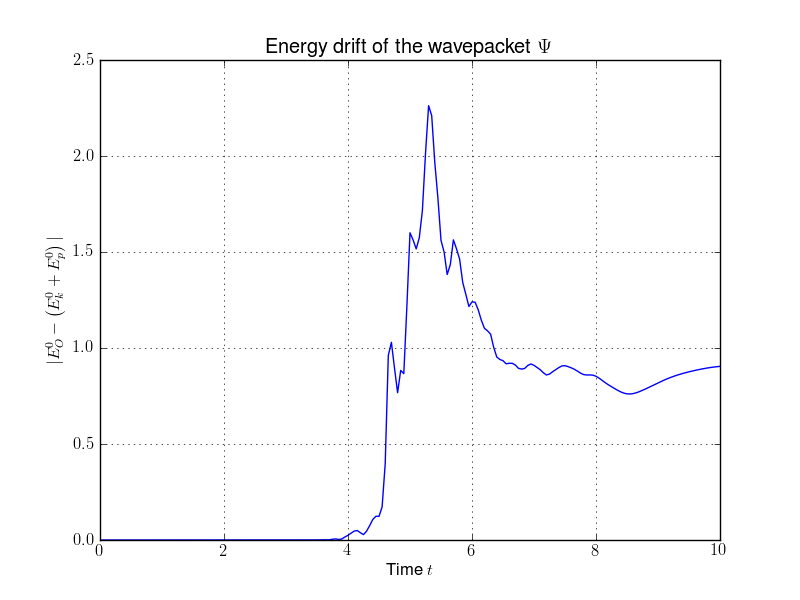 Energy drift of the wavepacket Ψ
2.5
2.0
1.5
1.0
0.5
0.0
|E_O^0 − (E_k^0 + E_p^0) |
0 2 4 6 8 10
Time t